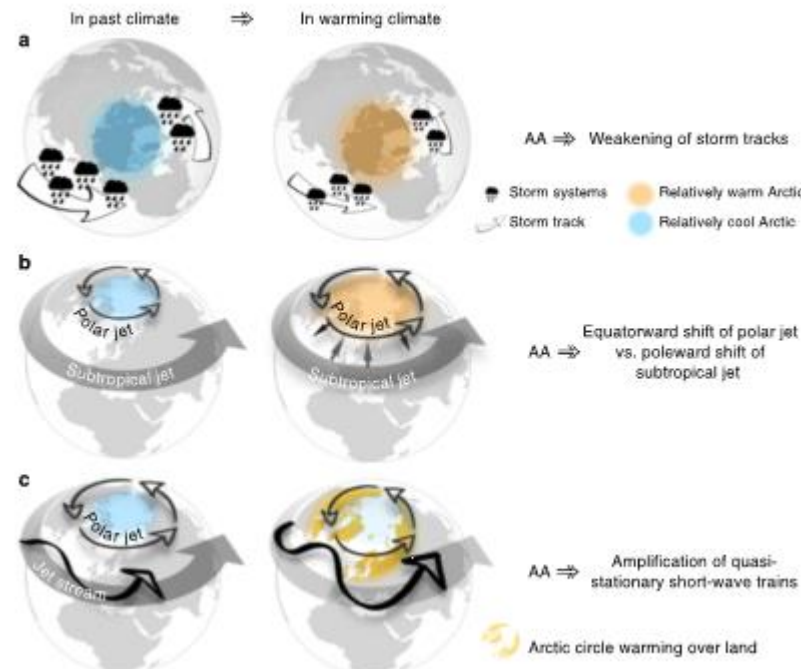 In past climate ⇒ In warming climate
a
AA ⇒ Weakening of storm tracks
Storm systems
Relatively warm Arctic
Storm track
Relatively cool Arctic
b
Polar jet
Subtropical jet
Polar jet
Subtropical jet
AA ⇒ Equatorward shift of polar jet
vs. poleward shift of
subtropical jet
c
Polar jet
Jet stream
AA ⇒ Amplification of quasi-
stationary short-wave trains
Arctic circle warming over land